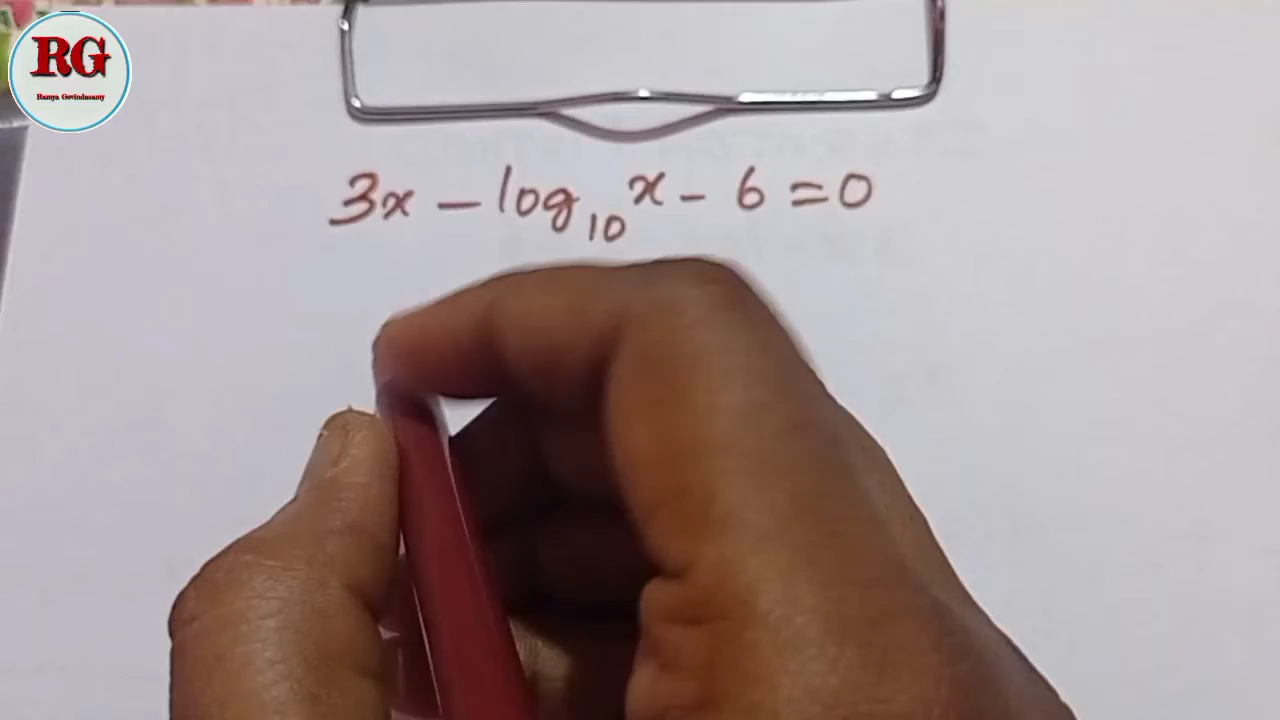 RG
Ramya Govindasamy
3x - log₁₀ x - 6 = 0